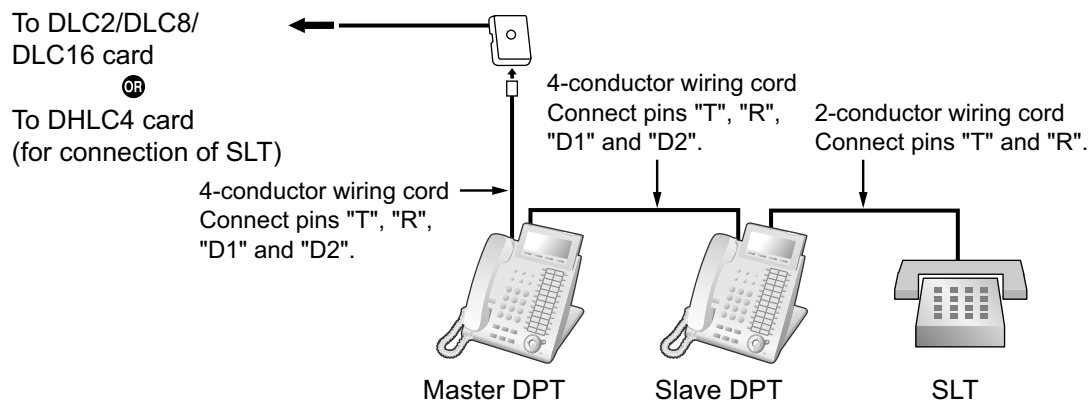 To DLC2/DLC8/
DLC16 card
OR
To DHLC4 card
(for connection of SLT)
4-conductor wiring cord
Connect pins "T", "R",
"D1" and "D2".
4-conductor wiring cord
Connect pins "T", "R",
"D1" and "D2".
2-conductor wiring cord
Connect pins "T" and "R".
Master DPT
Slave DPT
SLT